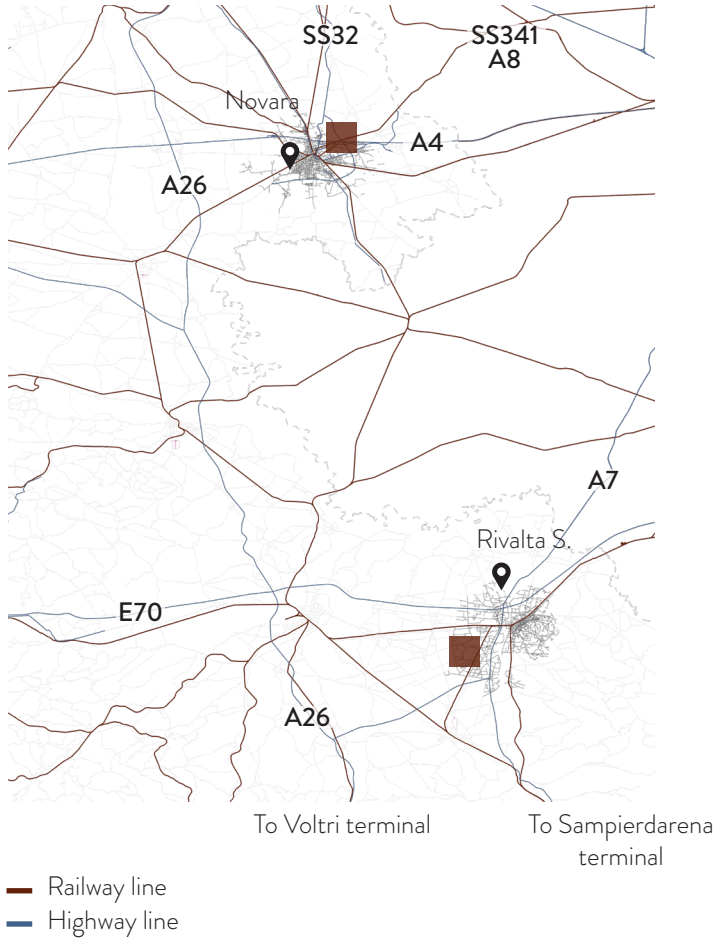 SS32
SS341
A8
Novara
A4
A26
A7
Rivalta S.
E70
A26
To Voltri terminal
To Sampierdarena
terminal
Railway line
Highway line